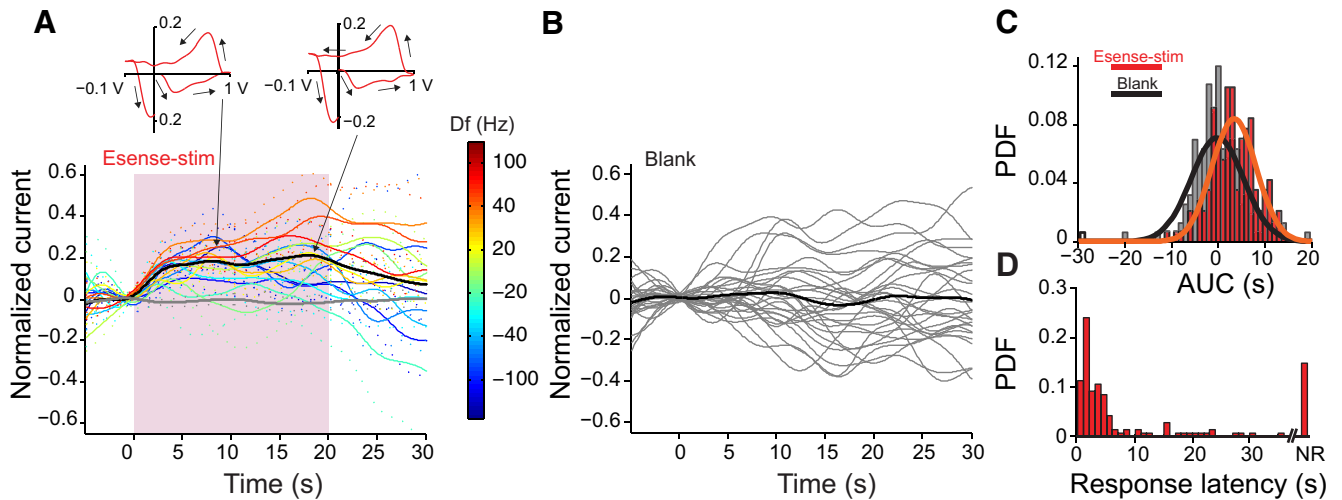 A
0.2
−0.1 V
1 V
0.2
0.2
−0.1 V
1 V
−0.2
Esense-stim
Normalized current
0.6
0.4
0.2
0
−0.2
−0.4
−0.6
0 5 10 15 20 25 30
Time (s)
Df (Hz)
100
60
20
−20
−40
−100
B
Blank
Normalized current
0.6
0.4
0.2
0
−0.2
−0.4
−0.6
0 5 10 15 20 25 30
Time (s)
C
Esense-stim
Blank
PDF
0.12
0.08
0.04
0
−30 −20 −10 0 10 20
AUC (s)
D
PDF
0.3
0.2
0.1
0
0 10 20 30 NR
Response latency (s)